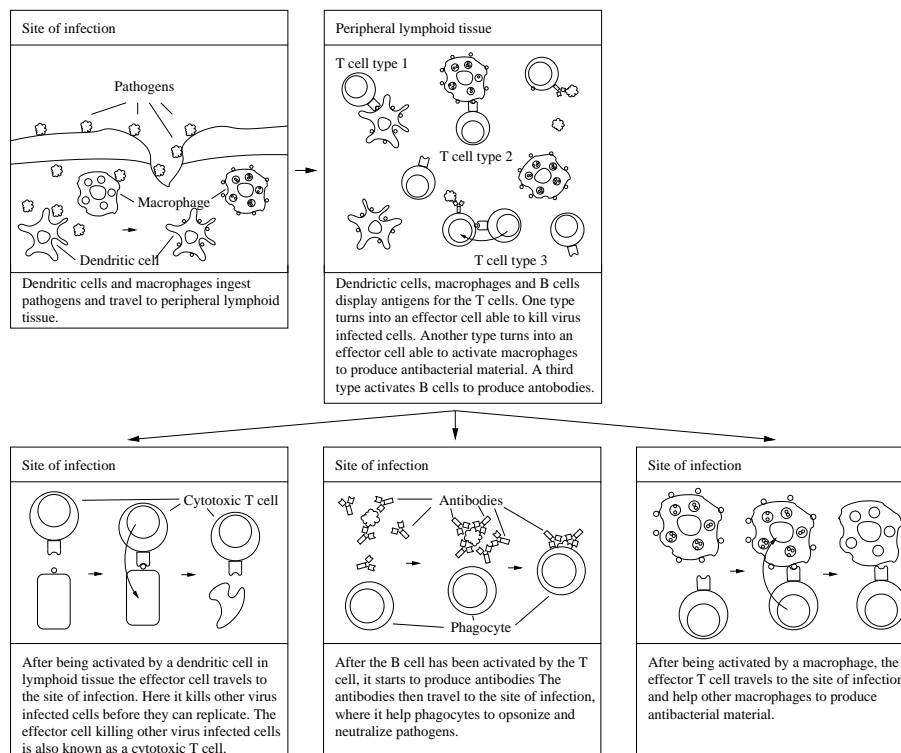 Site of infection
Pathogens
Macrophage
Dendritic cell
Dendritic cells and macrophages ingest
pathogens and travel to peripheral lymphoid
tissue.
Peripheral lymphoid tissue
T cell type 1
T cell type 2
T cell type 3
Dendrictic cells, macrophages and B cells
display antigens for the T cells. One type
turns into an effector cell able to kill virus
infected cells. Another type turns into an
effector cell able to activate macrophages
to produce antibacterial material. A third
type activates B cells to produce antobodies.
Site of infection
Cytotoxic T cell
After being activated by a dendritic cell in
lymphoid tissue the effector cell travels to
the site of infection. Here it kills other virus
infected cells before they can replicate. The
effector cell killing other virus infected cells
is also known as a cytotoxic T cell.
Site of infection
Antibodies
Phagocyte
After the B cell has been activated by the T
cell, it starts to produce antibodies The
antibodies then travel to the site of infection,
where it help phagocytes to opsonize and
neutralize pathogens.
Site of infection
After being activated by a macrophage, the
effector T cell travels to the site of infection
and help other macrophages to produce
antibacterial material.